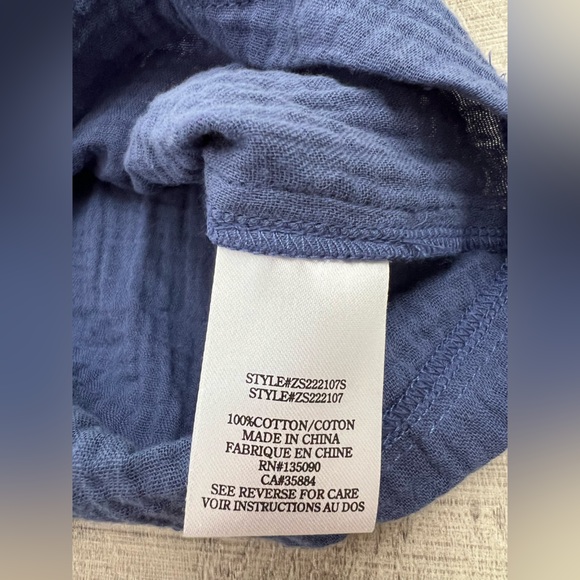 STYLE#ZS222107S
STYLE#ZS222107
100%COTTON/COTON
MADE IN CHINA
FABRIQUE EN CHINE
RN#135090
CA#35884
SEE REVERSE FOR CARE
VOIR INSTRUCTIONS AU DOS